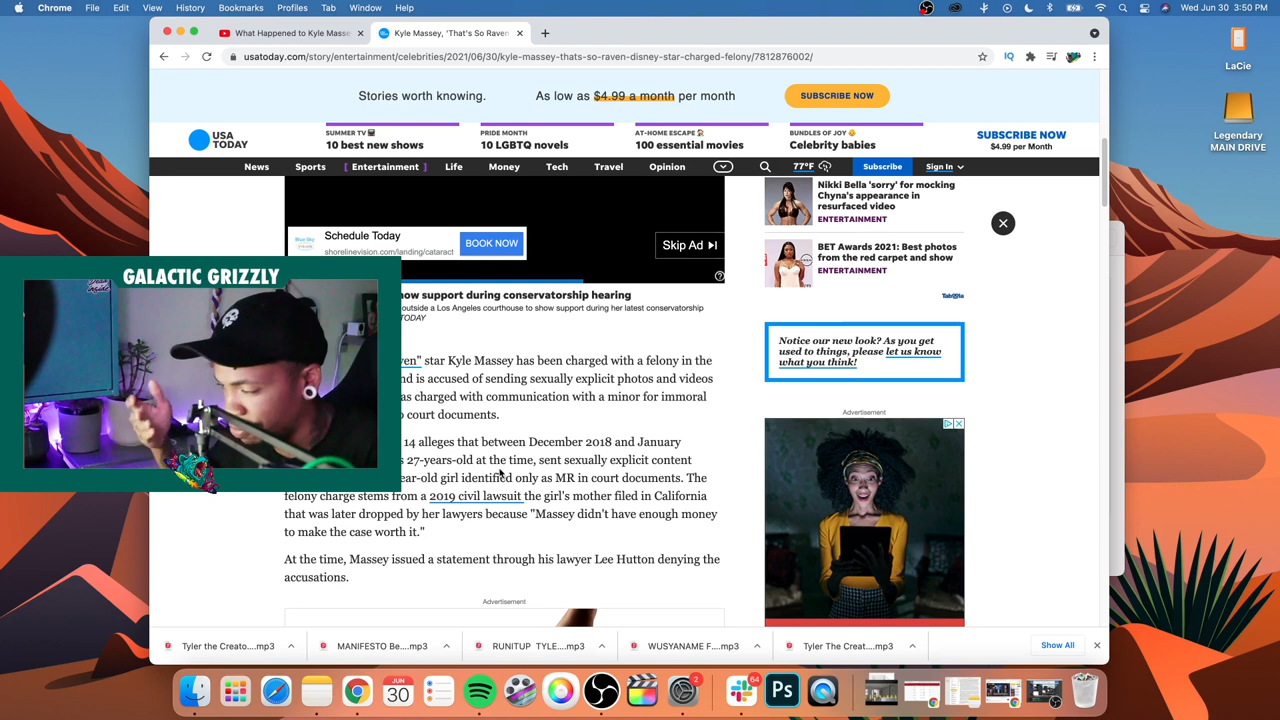 Chrome File Edit View History Bookmarks Profiles Tab Window Help
Wed Jun 30 3:50 PM
What Happened to Kyle Masse
Kyle Massey, 'That's So Raven
usatoday.com/story/entertainment/celebrities/2021/06/30/kyle-massey-thats-so-raven-disney-star-charged-felony/7812876002/
IQ
LaCie
Legendary
MAIN DRIVE
Stories worth knowing. As low as $4.99 a month per month SUBSCRIBE NOW
USA
TODAY
SUMMER TV
10 best new shows
PRIDE MONTH
10 LGBTQ novels
AT-HOME ESCAPE
100 essential movies
BUNDLES OF JOY
Celebrity babies
SUBSCRIBE NOW
$4.99 per Month
News Sports [ Entertainment ] Life Money Tech Travel Opinion 77°F Subscribe Sign In
Schedule Today
shorelinevision.com/landing/cataract
BOOK NOW
Skip Ad
Nikki Bella 'sorry' for mocking
Chyna's appearance in
resurfaced video
ENTERTAINMENT
BET Awards 2021: Best photos
from the red carpet and show
ENTERTAINMENT
Notice our new look? As you get
used to things, please let us know
what you think!
Advertisement
GALACTIC GRIZZLY
now support during conservatorship hearing
outside a Los Angeles courthouse to show support during her latest conservatorship
TODAY
ven" star Kyle Massey has been charged with a felony in the
nd is accused of sending sexually explicit photos and videos
as charged with communication with a minor for immoral
o court documents.
14 alleges that between December 2018 and January
s 27-years-old at the time, sent sexually explicit content
ear-old girl identified only as MR in court documents. The
felony charge stems from a 2019 civil lawsuit the girl's mother filed in California
that was later dropped by her lawyers because "Massey didn't have enough money
to make the case worth it."
At the time, Massey issued a statement through his lawyer Lee Hutton denying the
accusations.
Advertisement
Tyler the Creato....mp3
MANIFESTO Be....mp3
RUNITUP TYLE....mp3
WUSYANAME F....mp3
Tyler The Creat....mp3
Show All
JUN
30
2
64
Ps